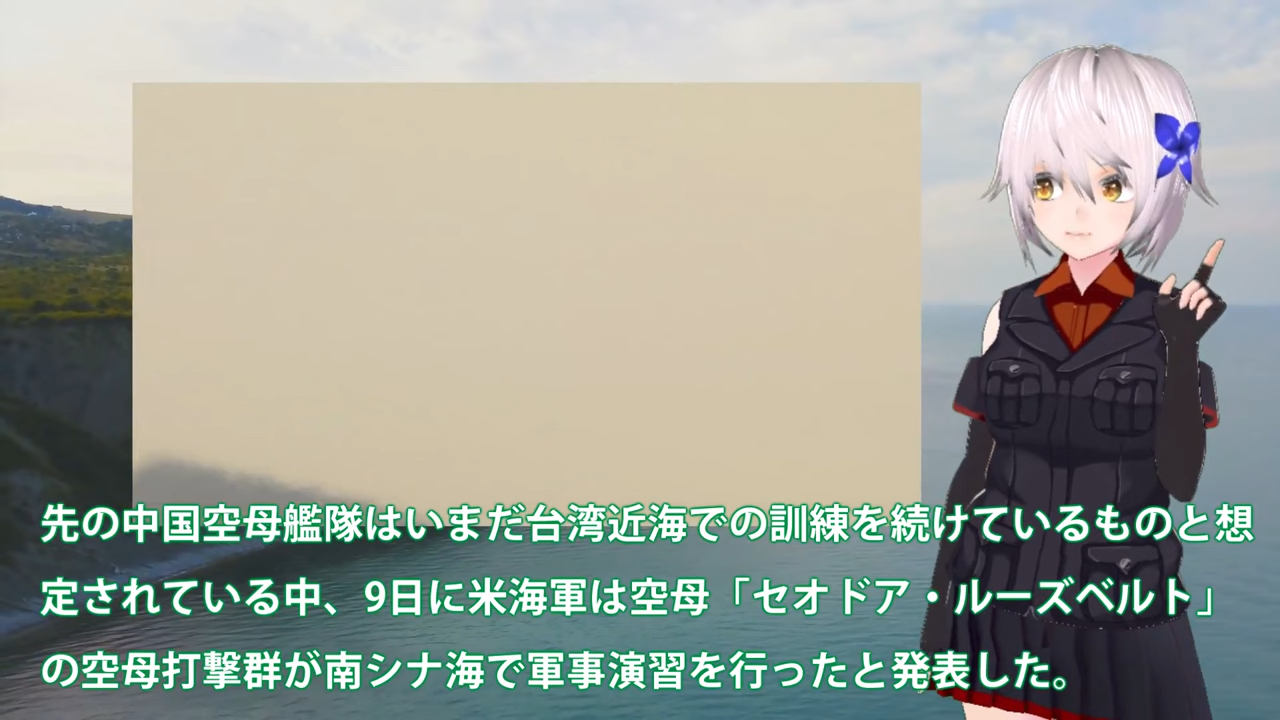 先の中国空母艦隊はいまだ台湾近海での訓練を続けているものと想
定されている中、9日に米海軍は空母「セオドア・ルーズベルト」
の空母打撃群が南シナ海で軍事演習を行ったと発表した。